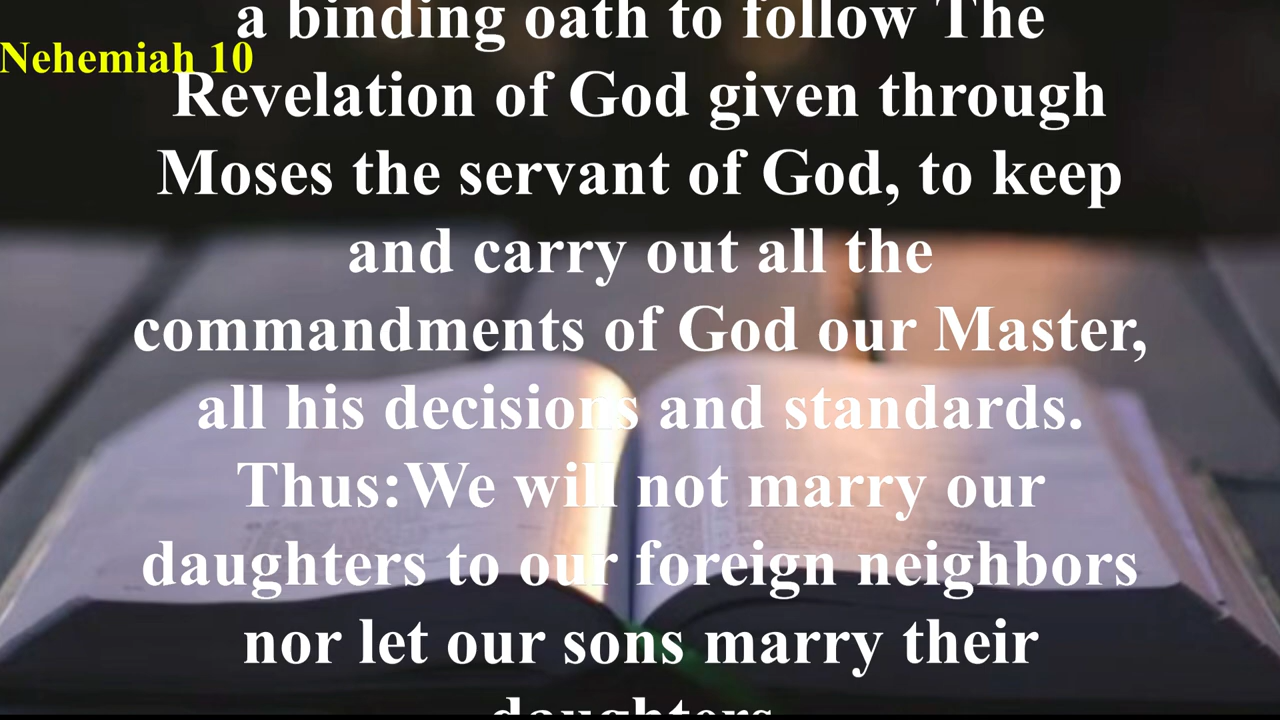 a binding oath to follow The
Nehemiah 10
Revelation of God given through
Moses the servant of God, to keep
and carry out all the
commandments of God our Master,
all his decisions and standards.
Thus:We will not marry our
daughters to our foreign neighbors
nor let our sons marry their
daughters.